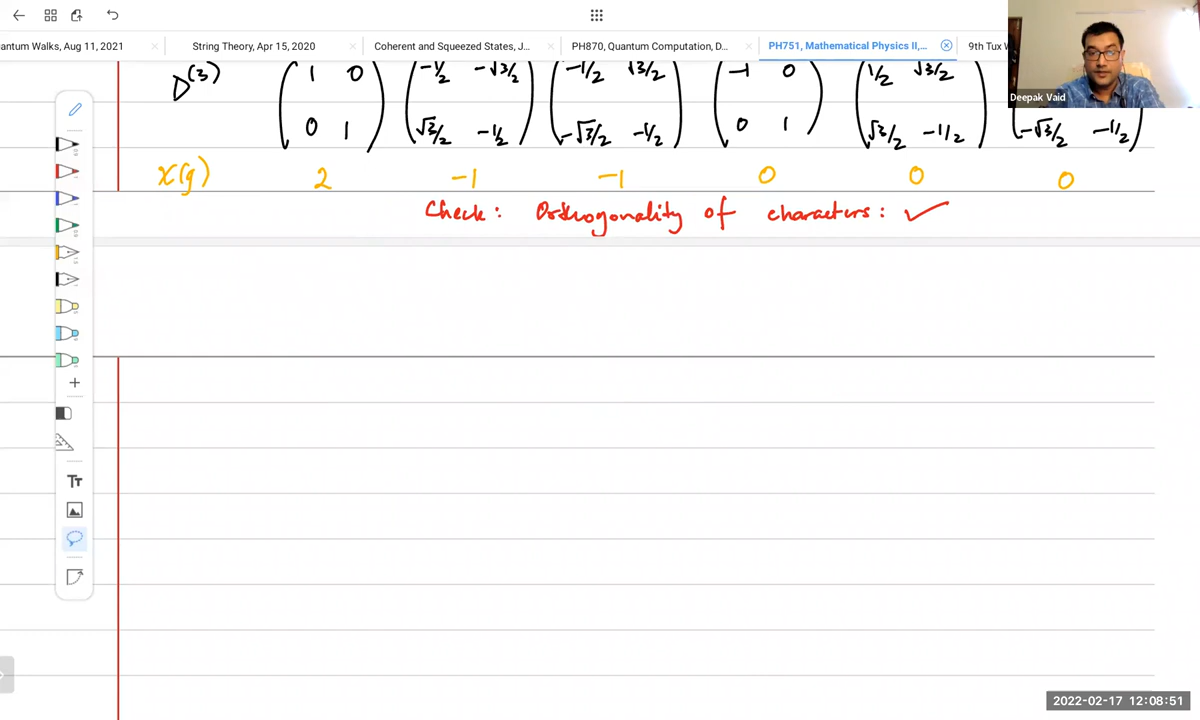 antum Walks, Aug 11, 2021 String Theory, Apr 15, 2020 Coherent and Squeezed States, J... PH870, Quantum Computation, D... PH751, Mathematical Physics II,... 9th Tux W
Deepak Vaid
D^(3) ( 1 0 ) ( -1/2 -√3/2 ) ( -1/2 √3/2 ) ( -1 0 ) ( 1/2 √3/2 )
( 0 1 ) ( √3/2 -1/2 ) ( -√3/2 -1/2 ) ( 0 1 ) ( √3/2 -1/2 ) ( -√3/2 -1/2 )
χ(g) 2 -1 -1 0 0 0
Check: Orthogonality of characters: ✓
TT
2022-02-17 12:08:51